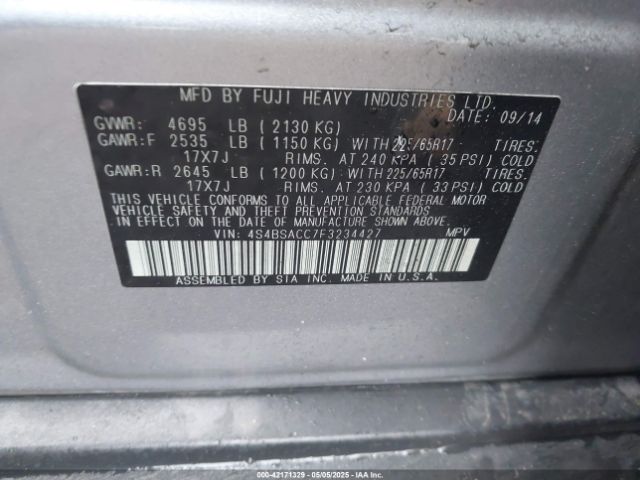 MFD BY FUJI HEAVY INDUSTRIES LTD.
DATE: 09/14
GVWR: 4695 LB ( 2130 KG)
GAWR:F 2535 LB ( 1150 KG) WITH 225/65R17 TIRES.
17X7J RIMS. AT 240 KPA ( 35 PSI) COLD
GAWR:R 2645 LB ( 1200 KG) WITH 225/65R17 TIRES.
17X7J RIMS. AT 230 KPA ( 33 PSI) COLD
THIS VEHICLE CONFORMS TO ALL APPLICABLE FEDERAL MOTOR
VEHICLE SAFETY AND THEFT PREVENTION STANDARDS
IN EFFECT ON THE DATE OF MANUFACTURE SHOWN ABOVE.
VIN: 4S4BSACC7F3234427 MPV
ASSEMBLED BY SIA INC. MADE IN U.S.A.
000-42171329 - 05/05/2025 - IAAI.COM